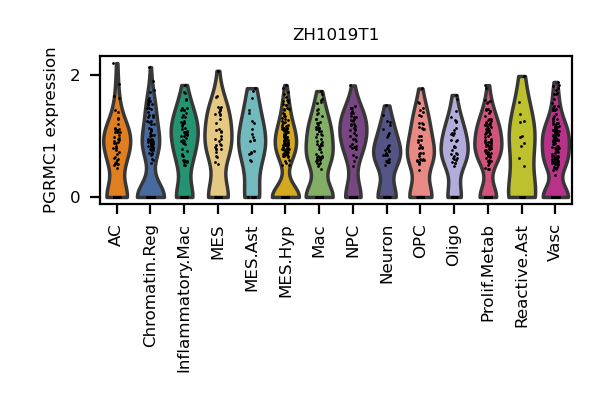 ZH1019T1
PGRMC1 expression
2
0
AC
Chromatin.Reg
Inflammatory.Mac
MES
MES.Ast
MES.Hyp
Mac
NPC
Neuron
OPC
Oligo
Prolif.Metab
Reactive.Ast
Vasc